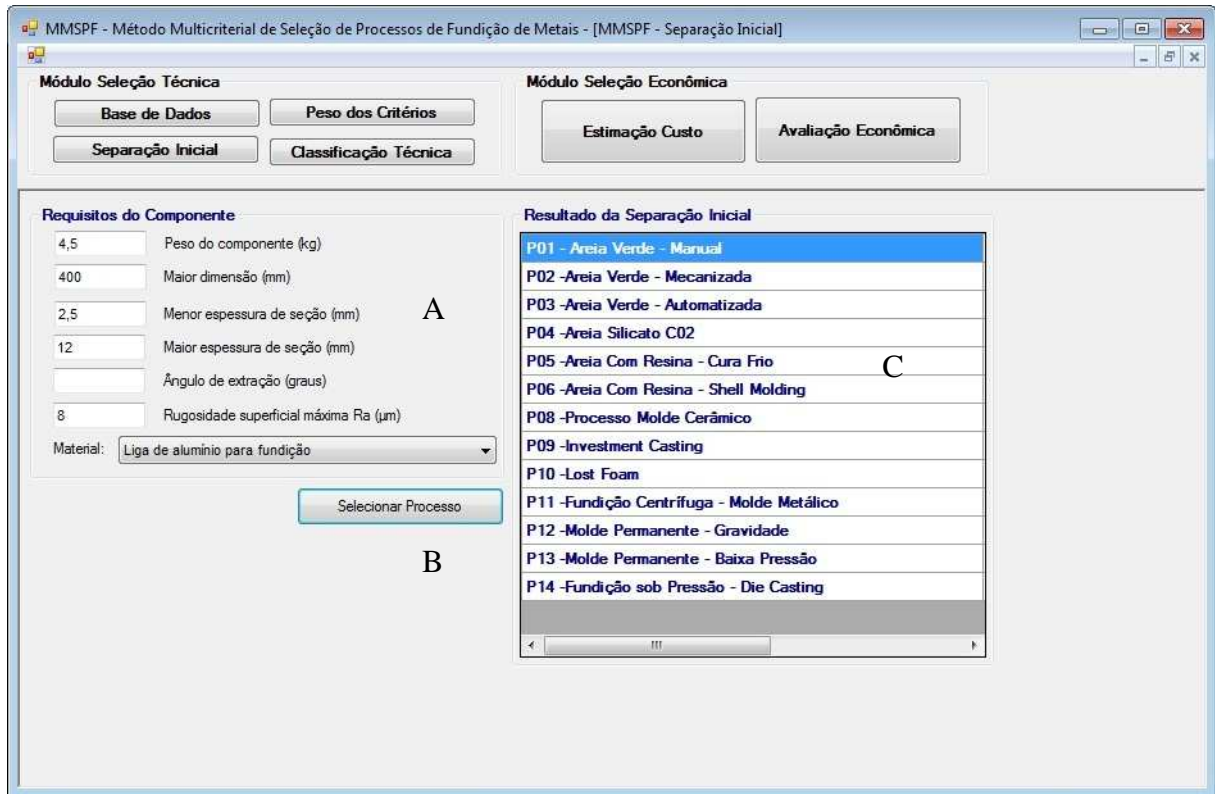 MMSPF - Método Multicriterial de Seleção de Processos de Fundição de Metais - [MMSPF - Separação Inicial]
Módulo Seleção Técnica
Base de Dados
Peso dos Critérios
Separação Inicial
Classificação Técnica
Módulo Seleção Econômica
Estimação Custo
Avaliação Econômica
Requisitos do Componente
4,5 Peso do componente (kg)
400 Maior dimensão (mm)
2,5 Menor espessura de seção (mm)
12 Maior espessura de seção (mm)
Ângulo de extração (graus)
8 Rugosidade superficial máxima Ra (µm)
Material: Liga de alumínio para fundição
A
Selecionar Processo
B
Resultado da Separação Inicial
P01 - Areia Verde - Manual
P02 -Areia Verde - Mecanizada
P03 -Areia Verde - Automatizada
P04 -Areia Silicato C02
P05 -Areia Com Resina - Cura Frio
P06 -Areia Com Resina - Shell Molding
P08 -Processo Molde Cerâmico
P09 -Investment Casting
P10 -Lost Foam
P11 -Fundição Centrífuga - Molde Metálico
P12 -Molde Permanente - Gravidade
P13 -Molde Permanente - Baixa Pressão
P14 -Fundição sob Pressão - Die Casting
C